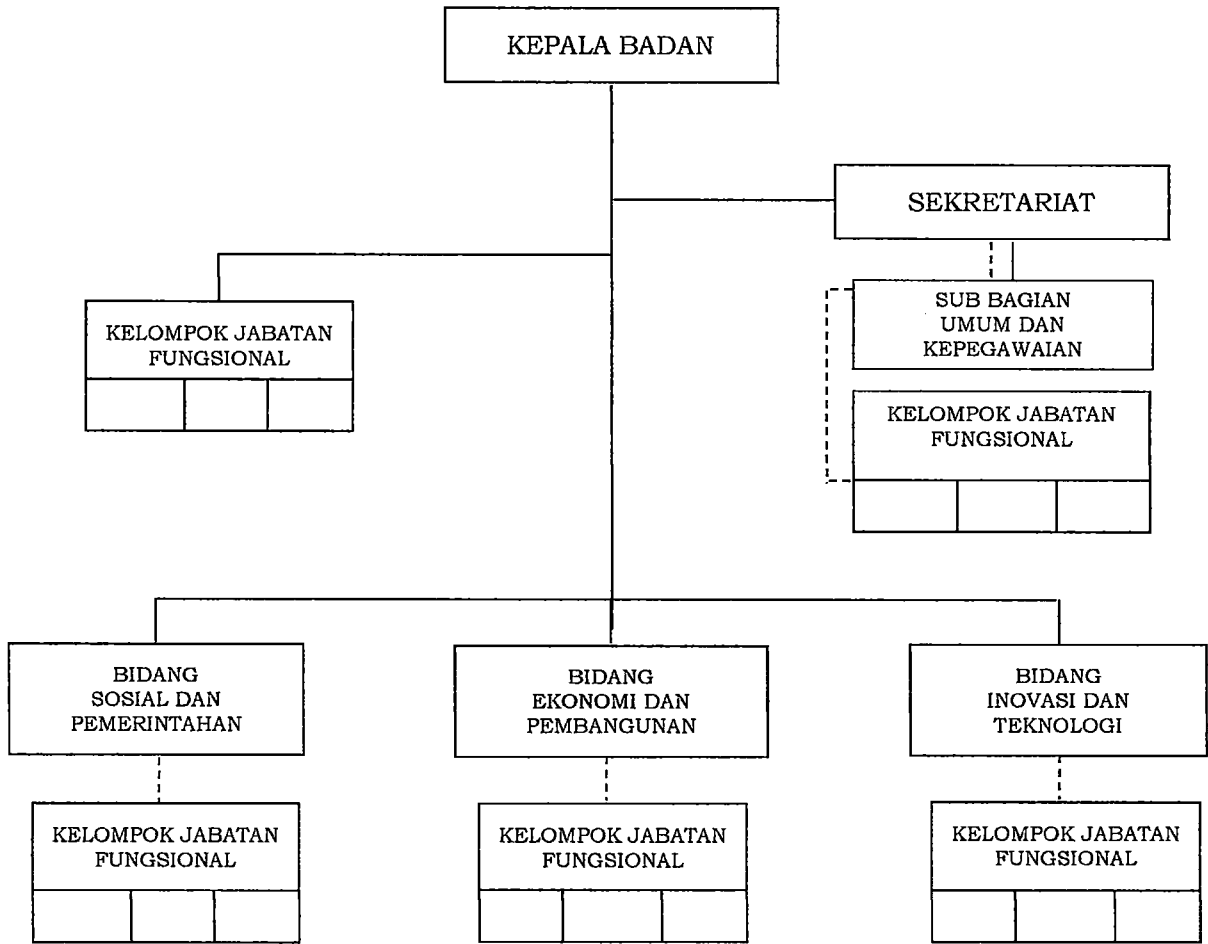 KEPALA BADAN
SEKRETARIAT
SUB BAGIAN
UMUM DAN
KEPEGAWAIAN
KELOMPOK JABATAN
FUNGSIONAL
KELOMPOK JABATAN
FUNGSIONAL
BIDANG
SOSIAL DAN
PEMERINTAHAN
BIDANG
EKONOMI DAN
PEMBANGUNAN
BIDANG
INOVASI DAN
TEKNOLOGI
KELOMPOK JABATAN
FUNGSIONAL
KELOMPOK JABATAN
FUNGSIONAL
KELOMPOK JABATAN
FUNGSIONAL